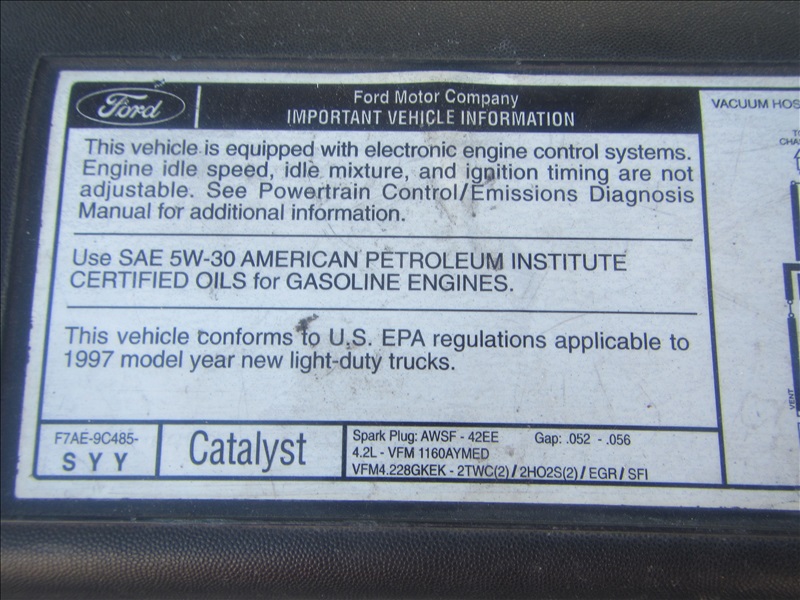 Ford
Ford Motor Company
IMPORTANT VEHICLE INFORMATION
This vehicle is equipped with electronic engine control systems.
Engine idle speed, idle mixture, and ignition timing are not
adjustable. See Powertrain Control/Emissions Diagnosis
Manual for additional information.
Use SAE 5W-30 AMERICAN PETROLEUM INSTITUTE
CERTIFIED OILS for GASOLINE ENGINES.
This vehicle conforms to U.S. EPA regulations applicable to
1997 model year new light-duty trucks.
F7AE-9C485-
S Y Y
Catalyst
Spark Plug: AWSF - 42EE Gap: .052 - .056
4.2L - VFM 1160AYMED
VFM4.228GKEK - 2TWC(2) / 2HO2S(2) / EGR / SFI
VACUUM HOS
VENT